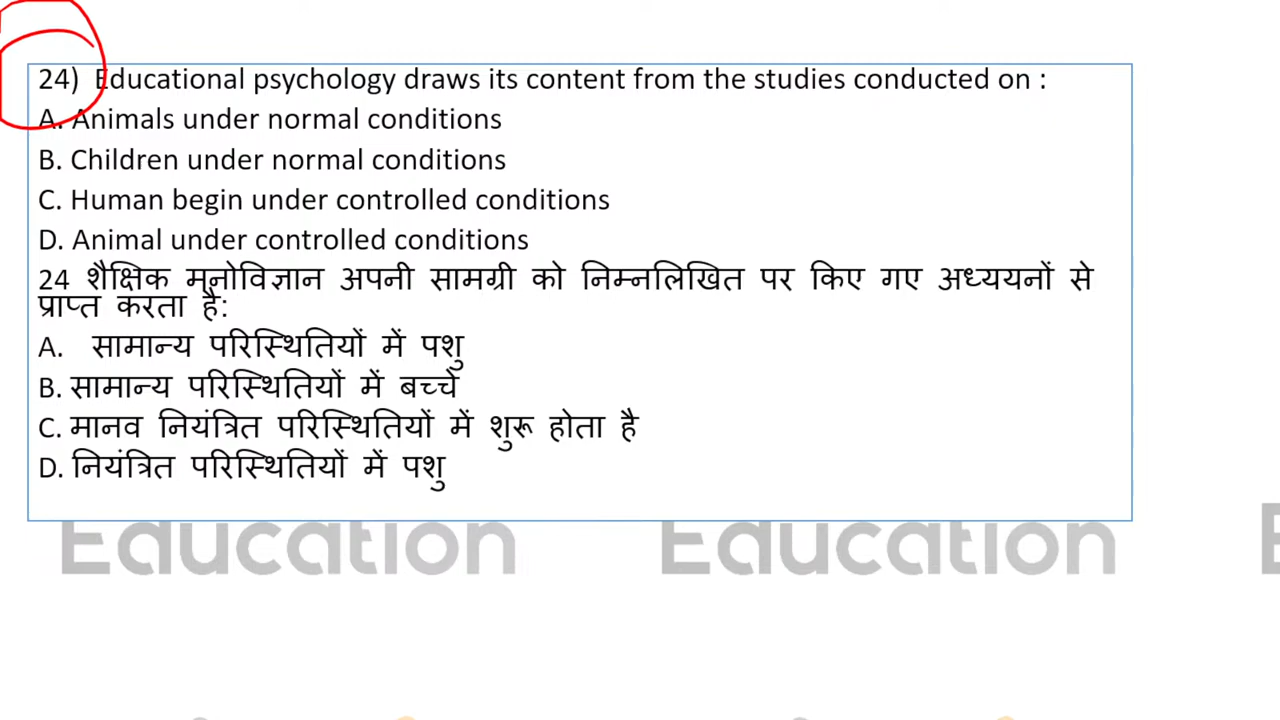 24) Educational psychology draws its content from the studies conducted on :
A. Animals under normal conditions
B. Children under normal conditions
C. Human begin under controlled conditions
D. Animal under controlled conditions
24 शैक्षिक मनोविज्ञान अपनी सामग्री को निम्नलिखित पर किए गए अध्ययनों से
प्राप्त करता है:
A. सामान्य परिस्थितियों में पशु
B. सामान्य परिस्थितियों में बच्चे
C. मानव नियंत्रित परिस्थितियों में शुरू होता है
D. नियंत्रित परिस्थितियों में पशु
Education Education